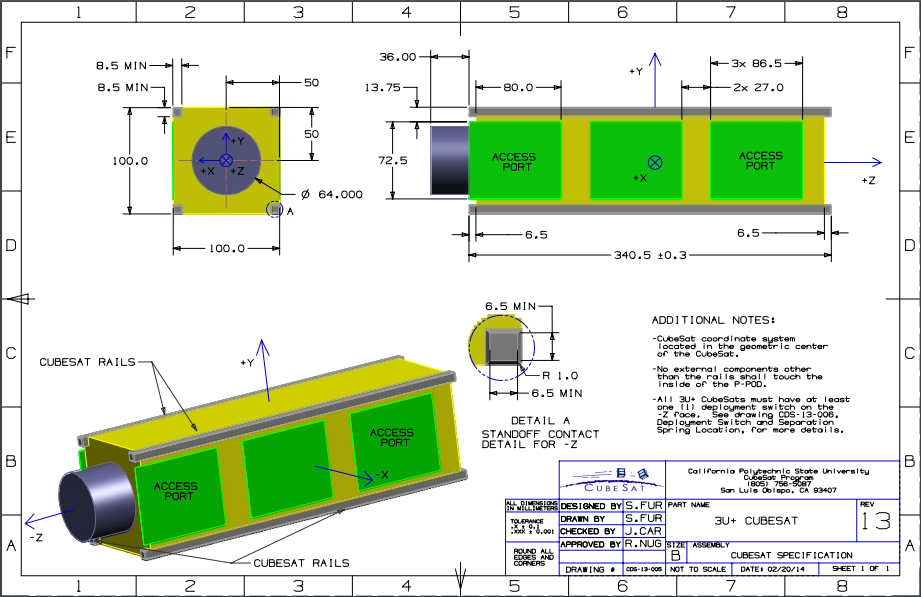 1 2 3 4 5 6 7 8
F F
E E
D D
C C
B B
A A
8.5 MIN
8.5 MIN
50
50
100.0
+Y
+X +Z
Ø 64.000
A
100.0
36.00
13.75
72.5
80.0
+Y
3x 86.5
2x 27.0
ACCESS
PORT
+X
ACCESS
PORT
+Z
6.5
6.5
340.5 ±0.3
CUBESAT RAILS
+Y
ACCESS
PORT
ACCESS
PORT
-X
-Z
CUBESAT RAILS
6.5 MIN
R 1.0
6.5 MIN
DETAIL A
STANDOFF CONTACT
DETAIL FOR -Z
ADDITIONAL NOTES:
-CubeSat coordinate system
located in the geometric center
of the CubeSat.
-No external components other
than the rails shall touch the
inside of the P-POD.
-All 3U+ CubeSats must have at least
one (1) deployment switch on the
-Z face. See drawing CDS-13-006,
Deployment Switch and Separation
Spring Location, for more details.
CUBESAT
California Polytechnic State University
CubeSat Program
(805) 756-5087
San Luis Obispo, CA 93407
ALL DIMENSIONS
IN MILLIMETERS
TOLERANCE
.X ± 0.1
.XXX ± 0.001
ROUND ALL
EDGES AND
CORNERS
DESIGNED BY S.FUR
DRAWN BY S.FUR
CHECKED BY J.CAR
APPROVED BY R.NUG
DRAWING # CDS-13-005
PART NAME
3U+ CUBESAT
REV
13
SIZE
B
ASSEMBLY
CUBESAT SPECIFICATION
NOT TO SCALE DATE: 02/20/14 SHEET 1 OF 1
1 2 3 4 5 6 7 8